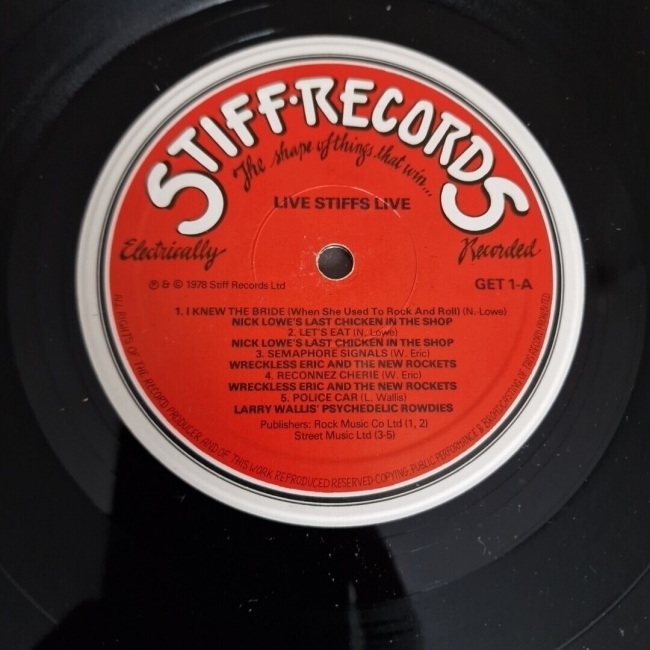 STIFF·RECORDS
The shape of things that win...
LIVE STIFFS LIVE
Electrically Recorded
Ⓟ & © 1978 Stiff Records Ltd GET 1-A
1. I KNEW THE BRIDE (When She Used To Rock And Roll) (N. Lowe)
NICK LOWE'S LAST CHICKEN IN THE SHOP
2. LET'S EAT (N. Lowe)
NICK LOWE'S LAST CHICKEN IN THE SHOP
3. SEMAPHORE SIGNALS (W. Eric)
WRECKLESS ERIC AND THE NEW ROCKETS
4. RECONNEZ CHERIE (W. Eric)
WRECKLESS ERIC AND THE NEW ROCKETS
5. POLICE CAR (L. Wallis)
LARRY WALLIS' PSYCHEDELIC ROWDIES
Publishers: Rock Music Co Ltd (1, 2)
Street Music Ltd (3-5)
ALL RIGHTS OF THE RECORD PRODUCER AND OF THIS WORK REPRODUCED RESERVED·COPYING, PUBLIC PERFORMANCE & BROADCASTING OF THIS RECORD PROHIBITED